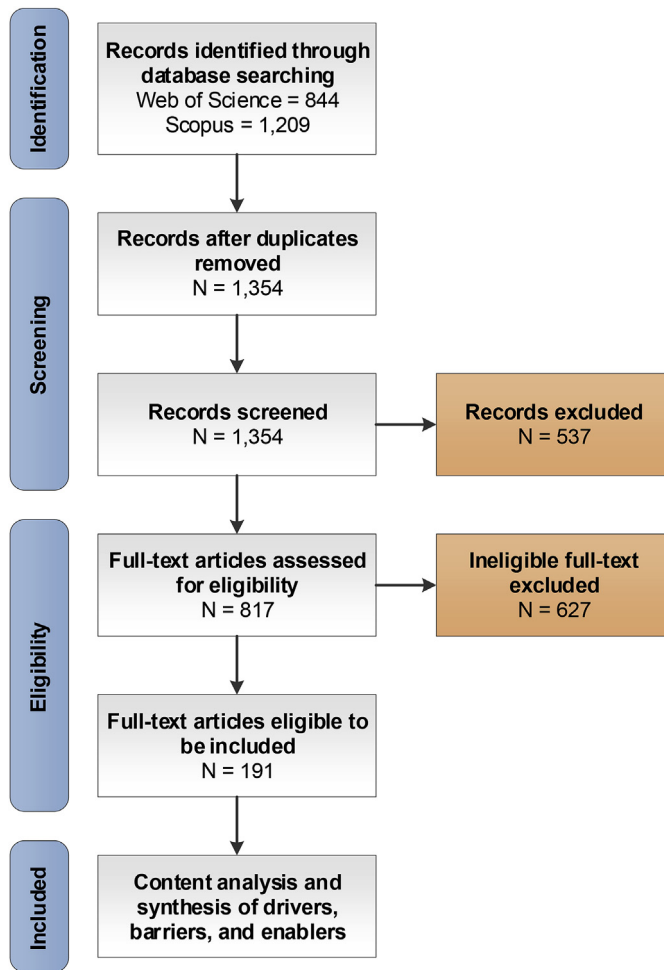 Identification
Records identified through
database searching
Web of Science = 844
Scopus = 1,209
Screening
Records after duplicates
removed
N = 1,354
Records screened
N = 1,354
Records excluded
N = 537
Eligibility
Full-text articles assessed
for eligibility
N = 817
Ineligible full-text
excluded
N = 627
Full-text articles eligible to
be included
N = 191
Included
Content analysis and
synthesis of drivers,
barriers, and enablers